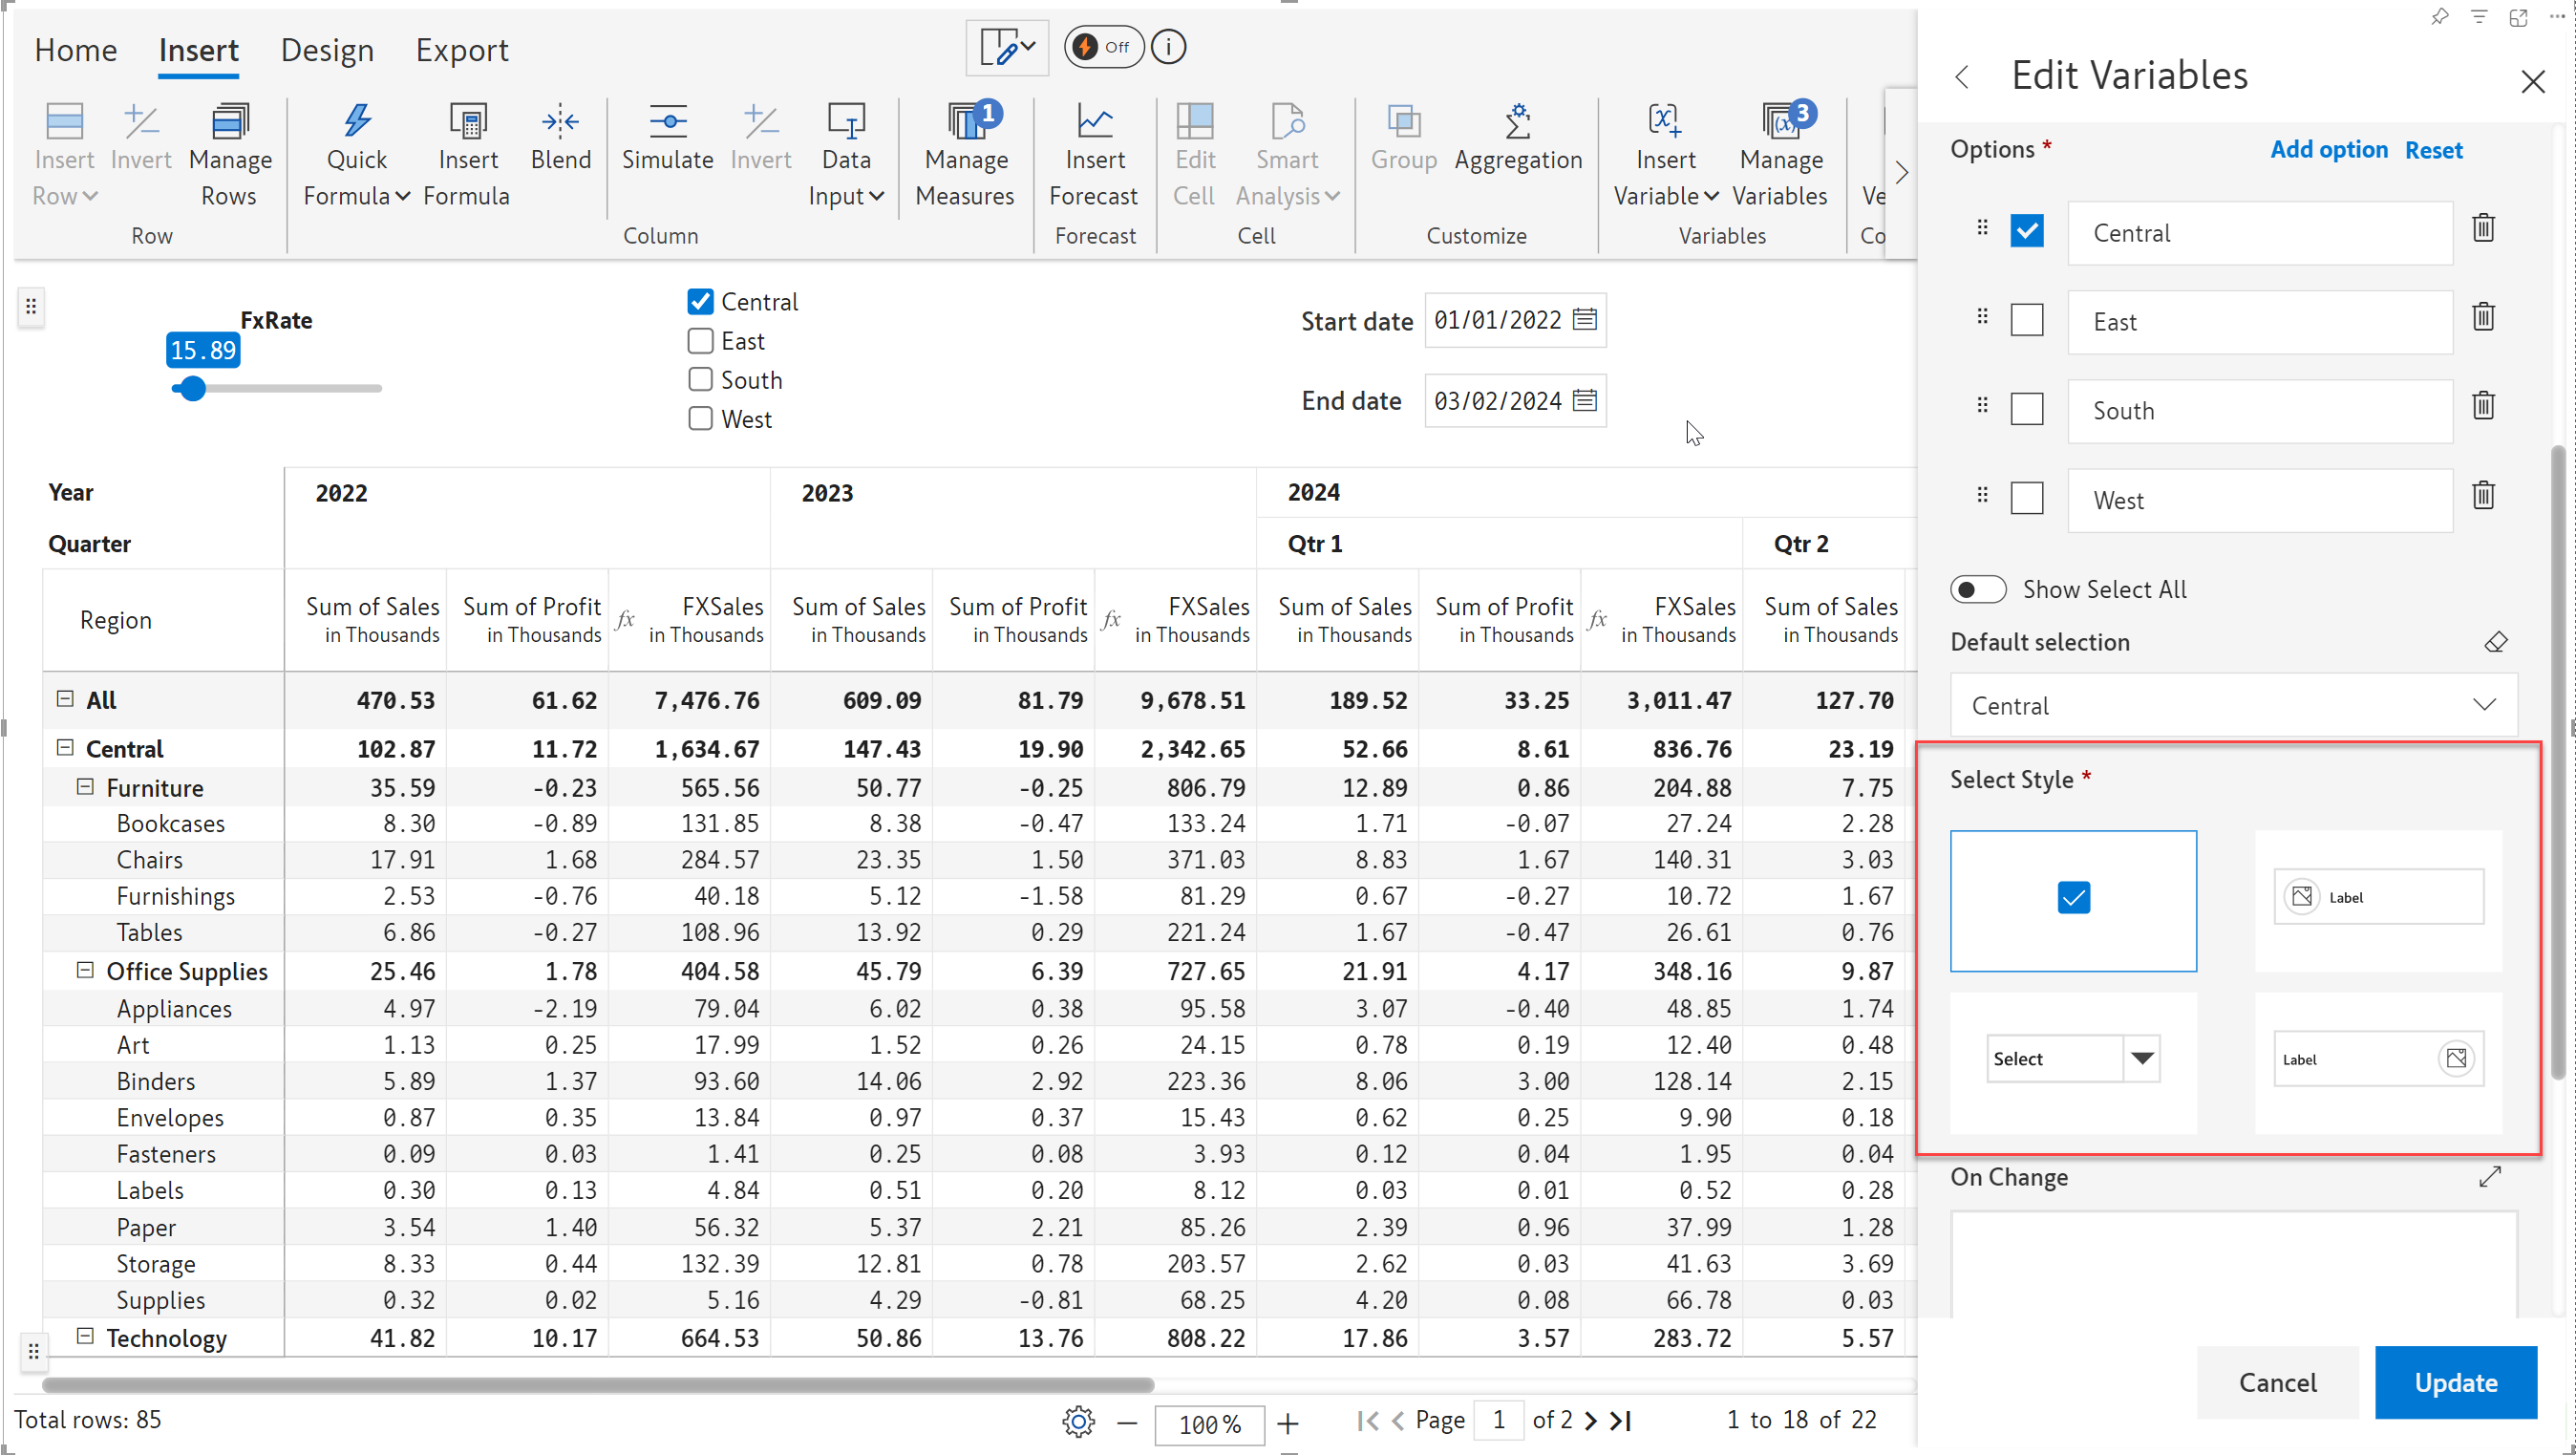 Home Insert Design Export Off i
Insert Row Invert Manage Rows Row
Quick Formula Insert Formula Blend Simulate Invert Data Input Column
Manage Measures 1
Insert Forecast Forecast
Edit Cell Smart Analysis Cell
Group Aggregation Customize
Insert Variable Manage Variables 3 Variables
Ve
Co
FxRate
15.89
Central
East
South
West
Start date 01/01/2022
End date 03/02/2024
Year 2022 2023 2024
Quarter Qtr 1 Qtr 2
Region Sum of Sales Sum of Profit fx FXSales Sum of Sales Sum of Profit fx FXSales Sum of Sales Sum of Profit fx FXSales Sum of Sales
in Thousands in Thousands in Thousands in Thousands in Thousands in Thousands in Thousands in Thousands in Thousands in Thousands
All 470.53 61.62 7,476.76 609.09 81.79 9,678.51 189.52 33.25 3,011.47 127.70
Central 102.87 11.72 1,634.67 147.43 19.90 2,342.65 52.66 8.61 836.76 23.19
Furniture 35.59 -0.23 565.56 50.77 -0.25 806.79 12.89 0.86 204.88 7.75
Bookcases 8.30 -0.89 131.85 8.38 -0.47 133.24 1.71 -0.07 27.24 2.28
Chairs 17.91 1.68 284.57 23.35 1.50 371.03 8.83 1.67 140.31 3.03
Furnishings 2.53 -0.76 40.18 5.12 -1.58 81.29 0.67 -0.27 10.72 1.67
Tables 6.86 -0.27 108.96 13.92 0.29 221.24 1.67 -0.47 26.61 0.76
Office Supplies 25.46 1.78 404.58 45.79 6.39 727.65 21.91 4.17 348.16 9.87
Appliances 4.97 -2.19 79.04 6.02 0.38 95.58 3.07 -0.40 48.85 1.74
Art 1.13 0.25 17.99 1.52 0.26 24.15 0.78 0.19 12.40 0.48
Binders 5.89 1.37 93.60 14.06 2.92 223.36 8.06 3.00 128.14 2.15
Envelopes 0.87 0.35 13.84 0.97 0.37 15.43 0.62 0.25 9.90 0.18
Fasteners 0.09 0.03 1.41 0.25 0.08 3.93 0.12 0.04 1.95 0.04
Labels 0.30 0.13 4.84 0.51 0.20 8.12 0.03 0.01 0.52 0.28
Paper 3.54 1.40 56.32 5.37 2.21 85.26 2.39 0.96 37.99 1.28
Storage 8.33 0.44 132.39 12.81 0.78 203.57 2.62 0.03 41.63 3.69
Supplies 0.32 0.02 5.16 4.29 -0.81 68.25 4.20 0.08 66.78 0.03
Technology 41.82 10.17 664.53 50.86 13.76 808.22 17.86 3.57 283.72 5.57
Total rows: 85 100% Page 1 of 2 1 to 18 of 22
Edit Variables
Options * Add option Reset
Central
East
South
West
Show Select All
Default selection
Central
Select Style *
Label
Select Label
On Change
Cancel Update